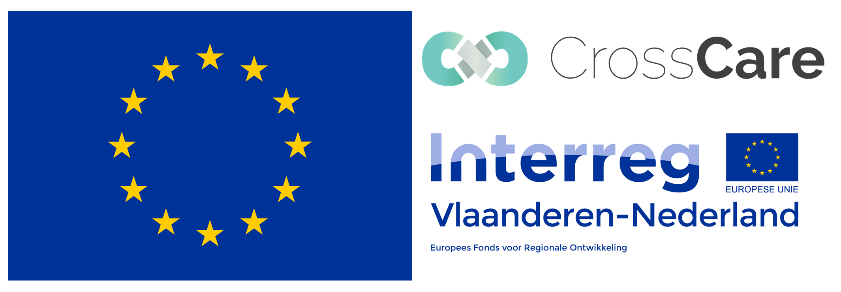 CrossCare
Interreg
EUROPESE UNIE
Vlaanderen-Nederland
Europees Fonds voor Regionale Ontwikkeling